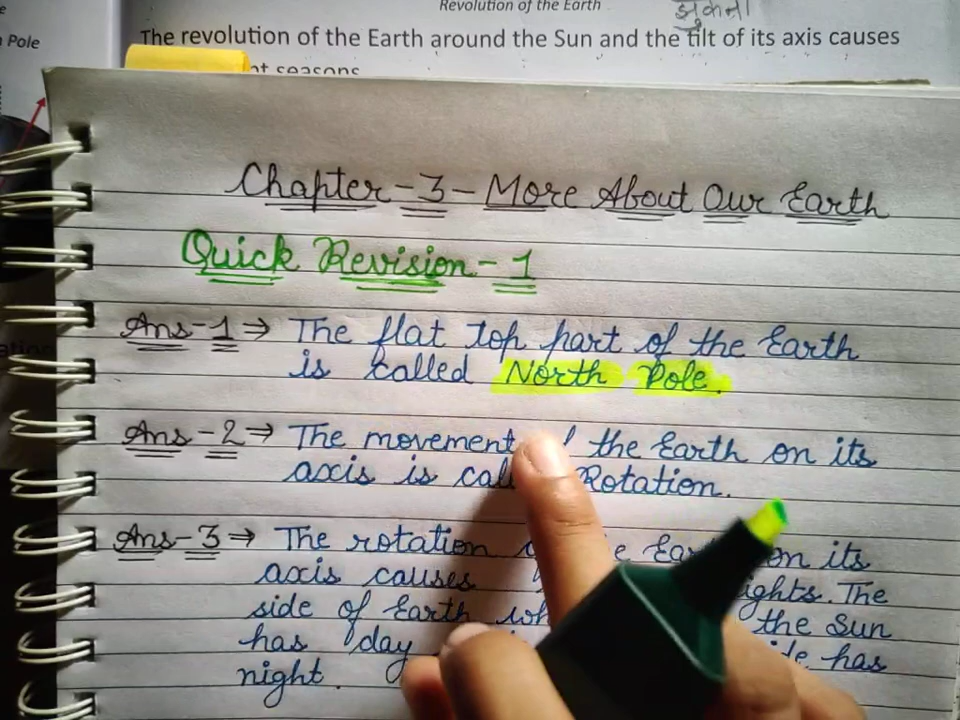 Revolution of the Earth
झुकना
Pole
The revolution of the Earth around the Sun and the tilt of its axis causes
seasons
Chapter-3-More About Our Earth
Quick Revision-1
Ans-1⇒ The flat top part of the Earth
is called North Pole.
Ans-2⇒ The movement the Earth on its
axis is Rotation.
Ans-3⇒ The rotation on its
axis causes The
side of Earth the Sun
has day has
night.